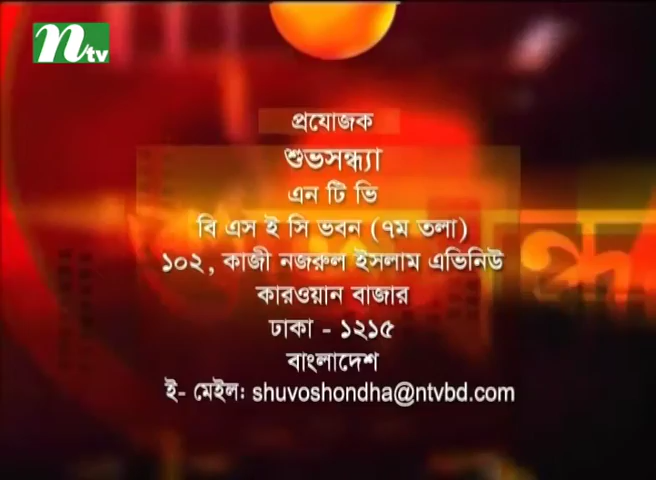 ntv
প্রযোজক
শুভসন্ধ্যা
এন টি ভি
বি এস ই সি ভবন (৭ম তলা)
১০২, কাজী নজরুল ইসলাম এভিনিউ
কারওয়ান বাজার
ঢাকা - ১২১৫
বাংলাদেশ
ই- মেইল: shuvoshondha@ntvbd.com